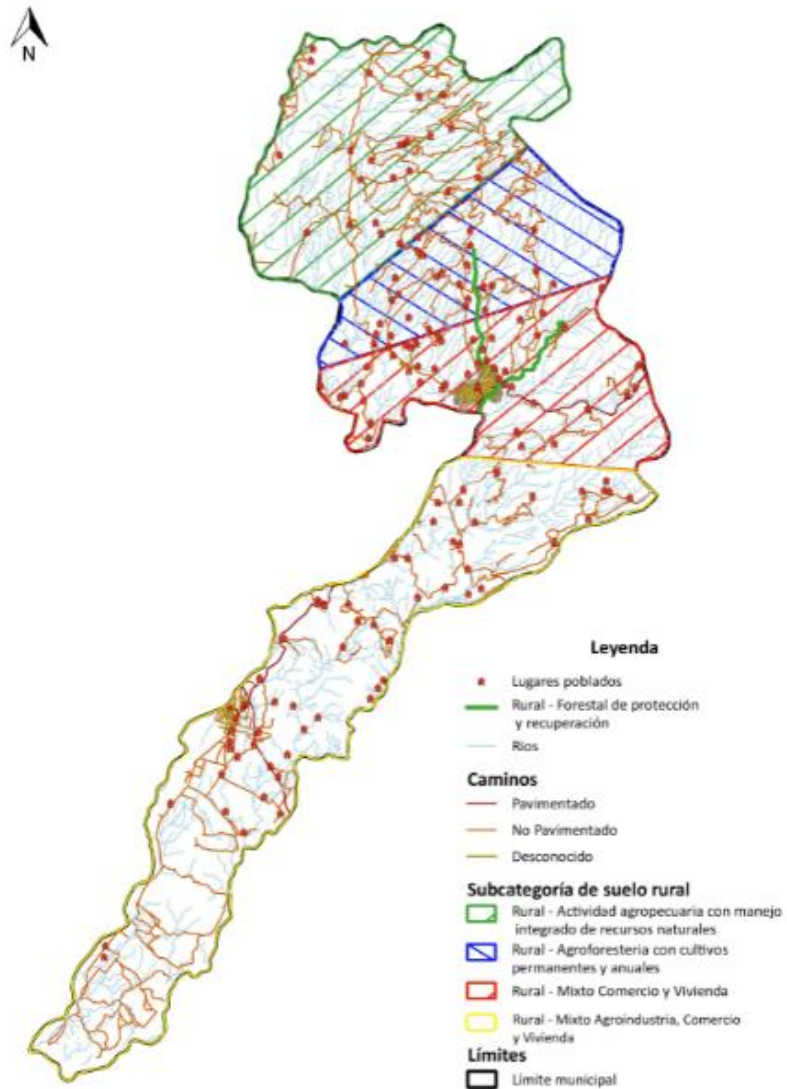 N
Leyenda
Lugares poblados
Rural - Forestal de protección
y recuperación
Rios
Caminos
Pavimentado
No Pavimentado
Desconocido
Subcategoría de suelo rural
Rural - Actividad agropecuaria con manejo
integrado de recursos naturales
Rural - Agroforesteria con cultivos
permanentes y anuales
Rural - Mixto Comercio y Vivienda
Rural - Mixto Agroindustria, Comercio
y Vivienda
Límites
Limite municipal